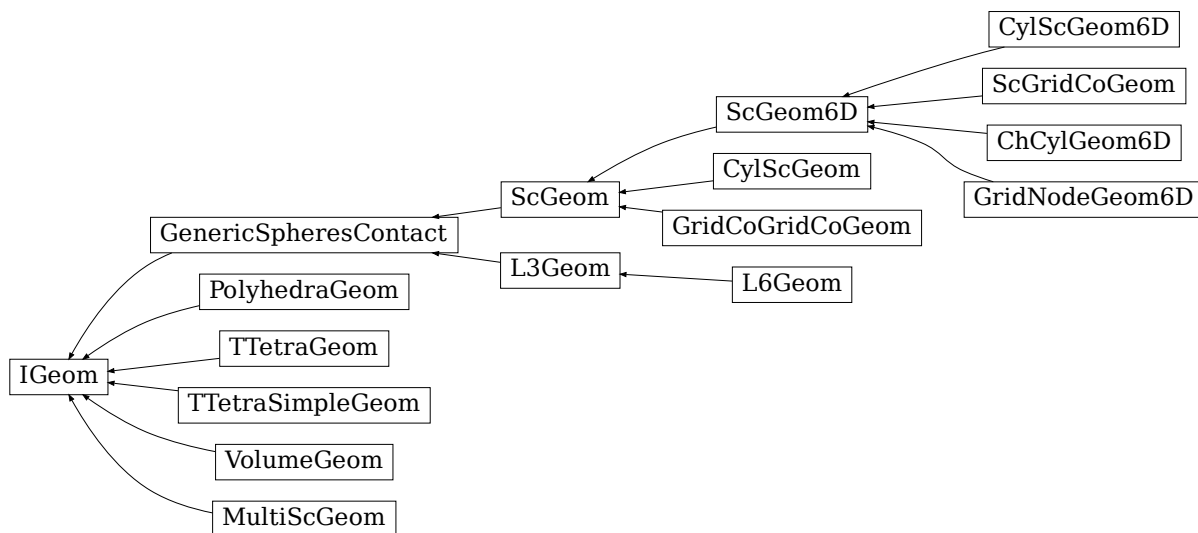 CylScGeom6D
ScGridCoGeom
ScGeom6D
ChCylGeom6D
CylScGeom
GridNodeGeom6D
ScGeom
GridCoGridCoGeom
GenericSpheresContact
L3Geom
L6Geom
PolyhedraGeom
TTetraGeom
IGeom
TTetraSimpleGeom
VolumeGeom
MultiScGeom